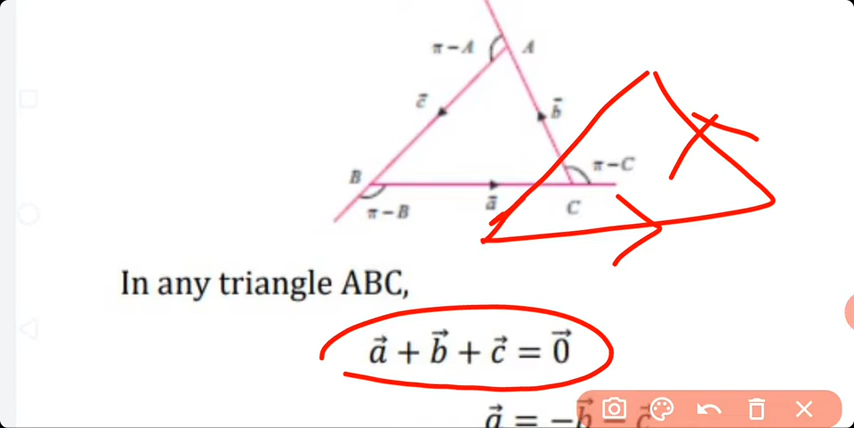 π−A A
c̄ b̄
π−C
B
ā C
π−B
In any triangle ABC,
a⃗ + b⃗ + c⃗ = 0⃗
a⃗ = −b⃗ − c⃗